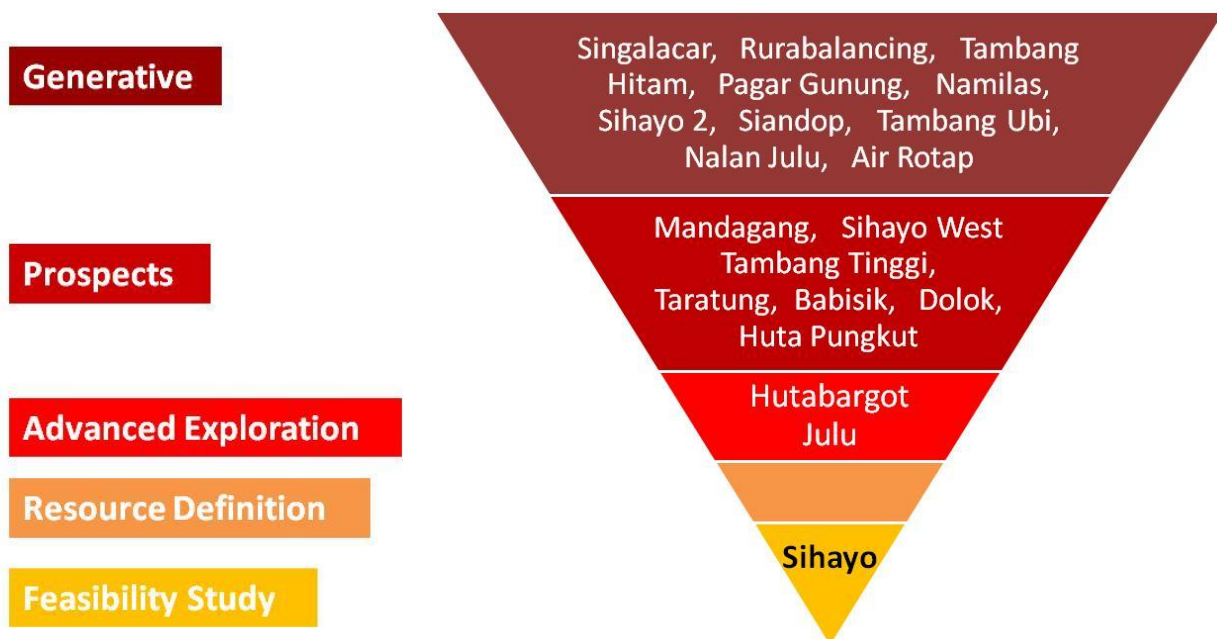 Generative
Singalacar, Rurabalancing, Tambang
Hitam, Pagar Gunung, Namilas,
Sihayo 2, Siandop, Tambang Ubi,
Nalan Julu, Air Rotap
Prospects
Mandagang, Sihayo West
Tambang Tinggi,
Taratung, Babisik, Dolok,
Huta Pungkut
Advanced Exploration
Hutabargot
Julu
Resource Definition
Feasibility Study
Sihayo